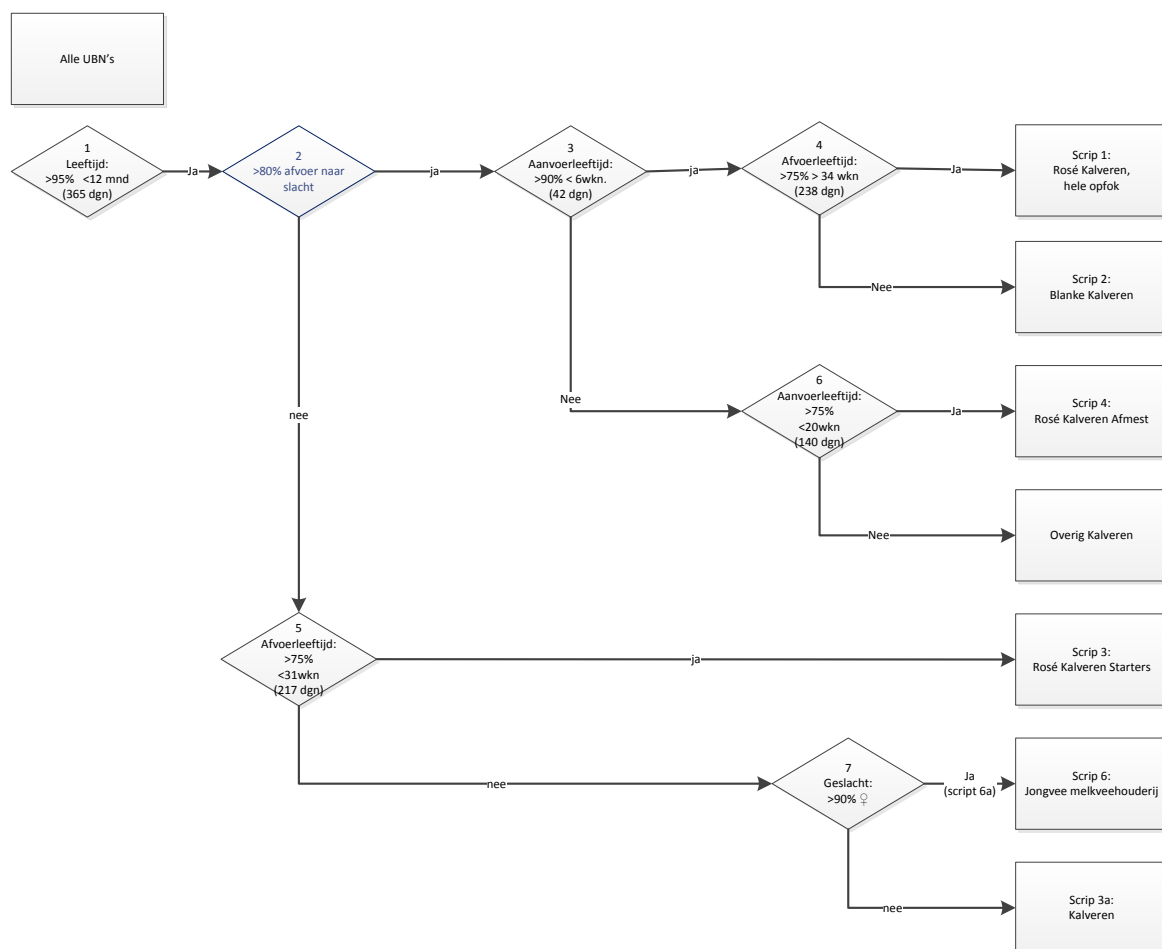 Alle UBN's
1
Leeftijd:
>95% <12 mnd
(365 dgn)
Ja
2
>80% afvoer naar
slacht
ja
3
Aanvoerleeftijd:
>90% < 6wkn.
(42 dgn)
ja
4
Afvoerleeftijd:
>75% > 34 wkn
(238 dgn)
Ja
Scrip 1:
Rosé Kalveren,
hele opfok
Nee
Scrip 2:
Blanke Kalveren
Nee
6
Aanvoerleeftijd:
>75%
<20wkn
(140 dgn)
Ja
Scrip 4:
Rosé Kalveren Afmest
Nee
Overig Kalveren
nee
5
Afvoerleeftijd:
>75%
<31wkn
(217 dgn)
ja
Scrip 3:
Rosé Kalveren Starters
nee
7
Geslacht:
>90% ♀
Ja
(script 6a)
Scrip 6:
Jongvee melkveehouderij
nee
Scrip 3a:
Kalveren